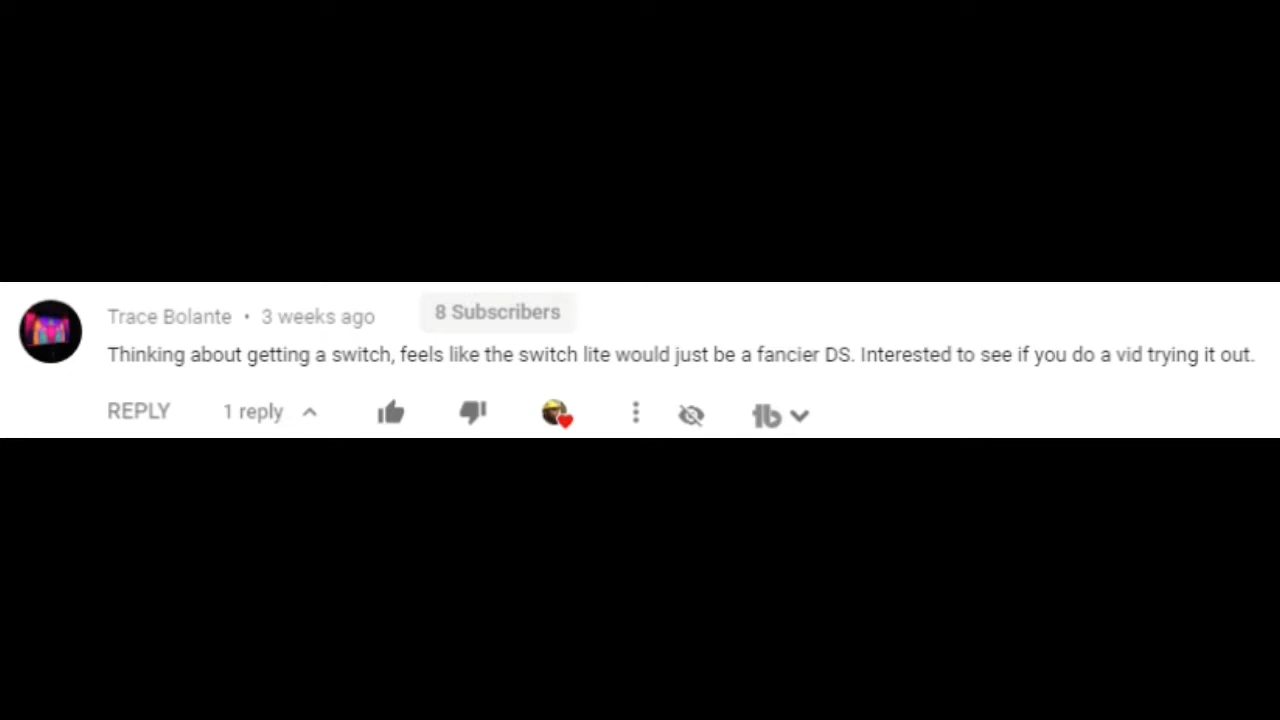 Trace Bolante • 3 weeks ago 8 Subscribers
Thinking about getting a switch, feels like the switch lite would just be a fancier DS. Interested to see if you do a vid trying it out.
REPLY 1 reply